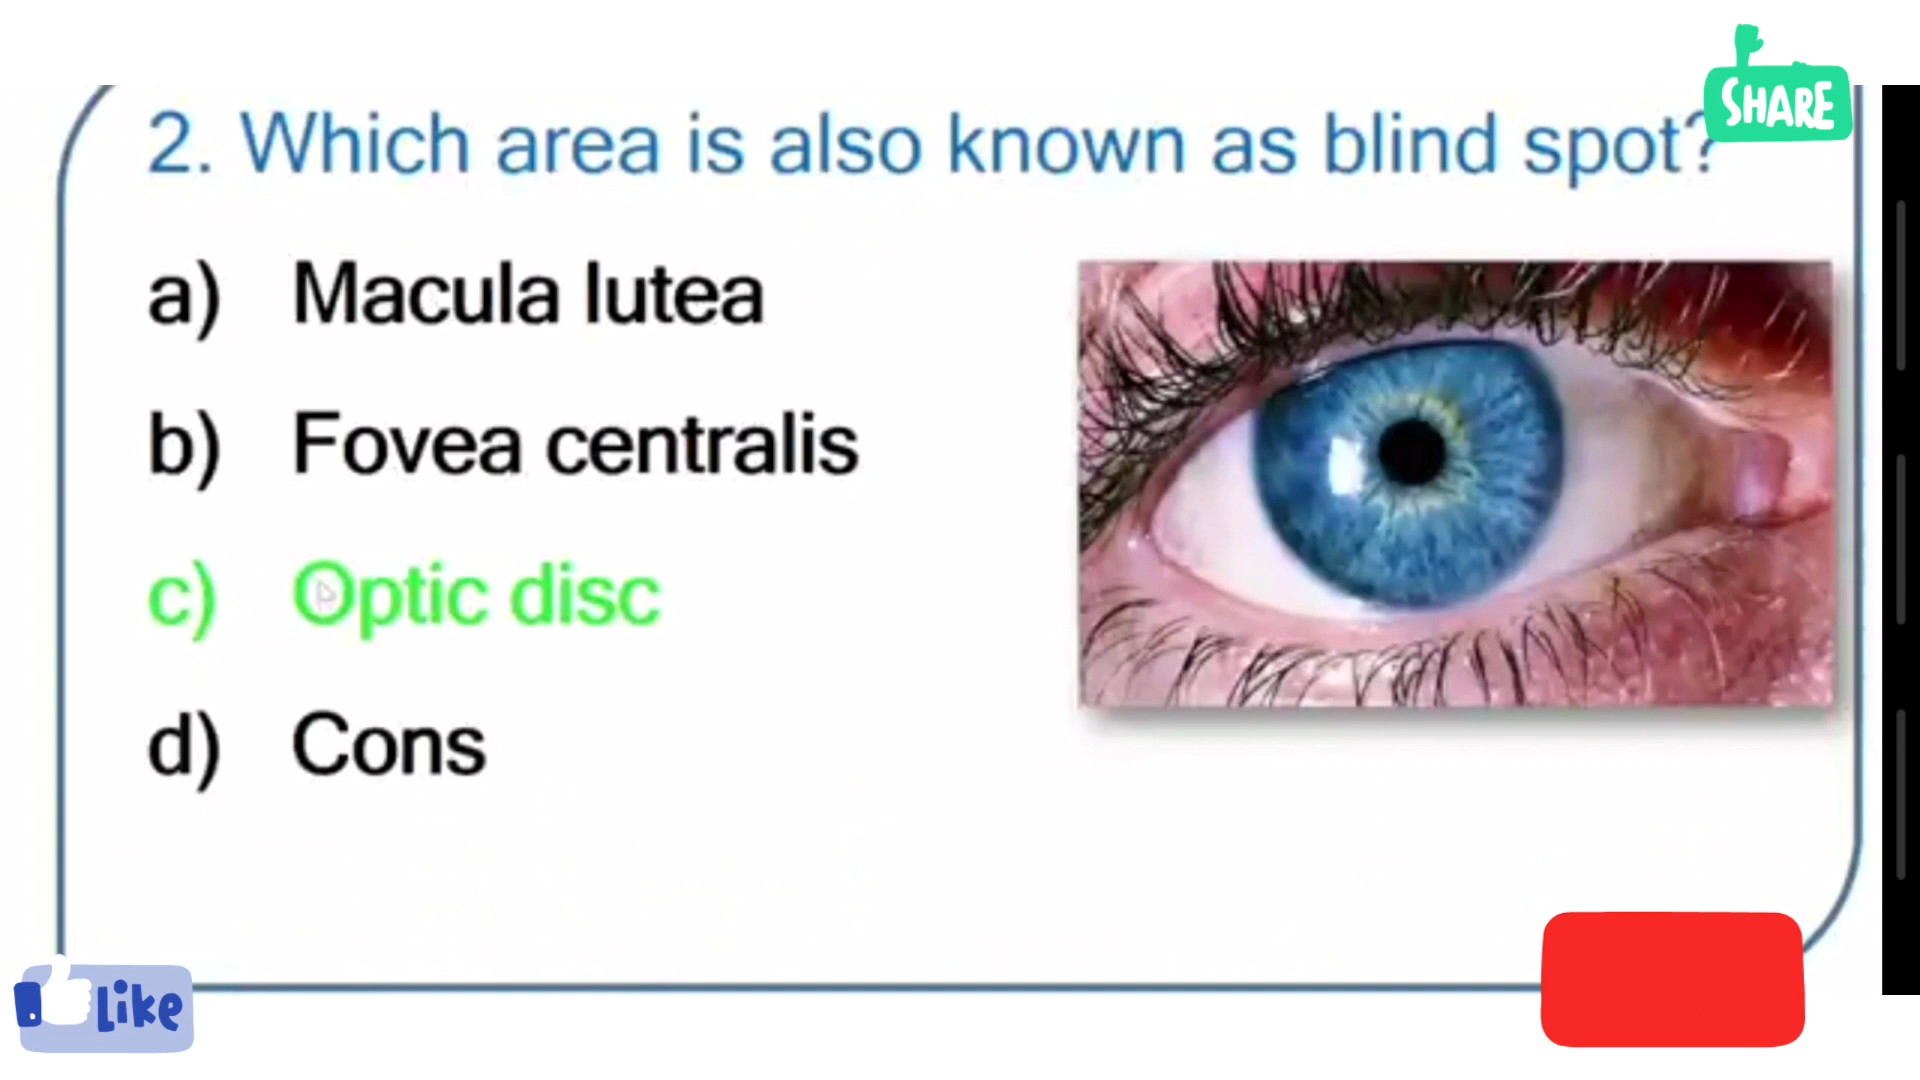 2. Which area is also known as blind spot?
SHARE
a) Macula lutea
b) Fovea centralis
c) Optic disc
d) Cons
Like